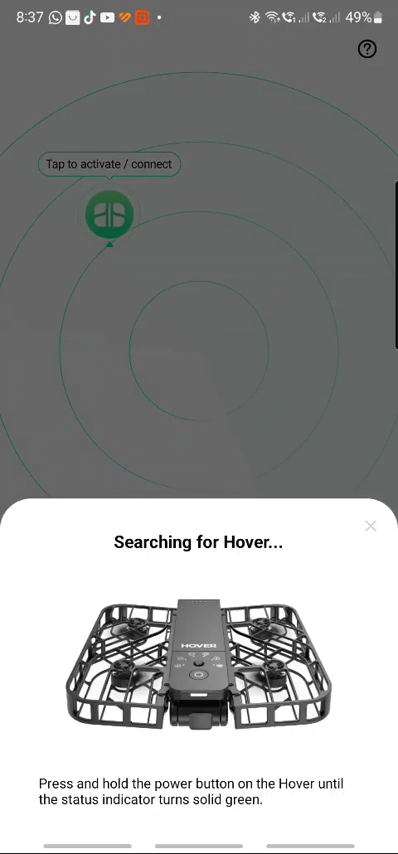 8:37
49%
Tap to activate / connect
Searching for Hover...
HOVER
Press and hold the power button on the Hover until
the status indicator turns solid green.